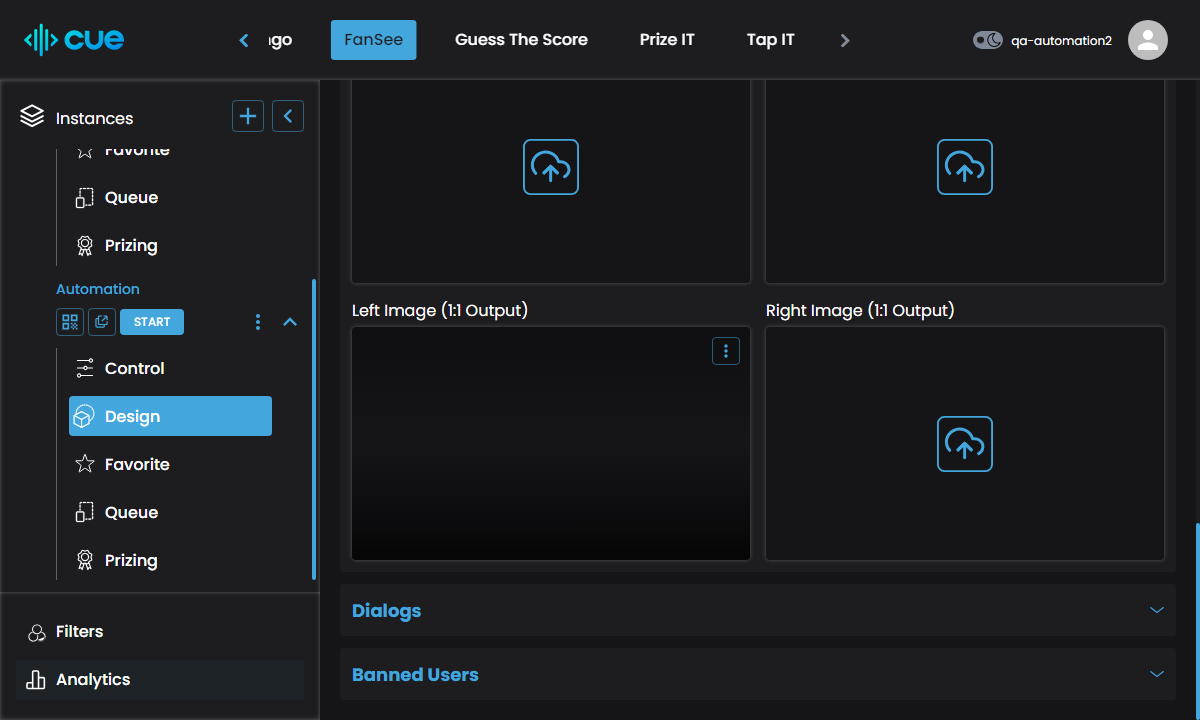 cue
FanSee
Guess The Score
Prize IT
Tap IT
qa-automation2
Instances
Favorite
Queue
Prizing
Automation
START
Control
Design
Favorite
Queue
Prizing
Filters
Analytics
Left Image (1:1 Output)
Right Image (1:1 Output)
Dialogs
Banned Users